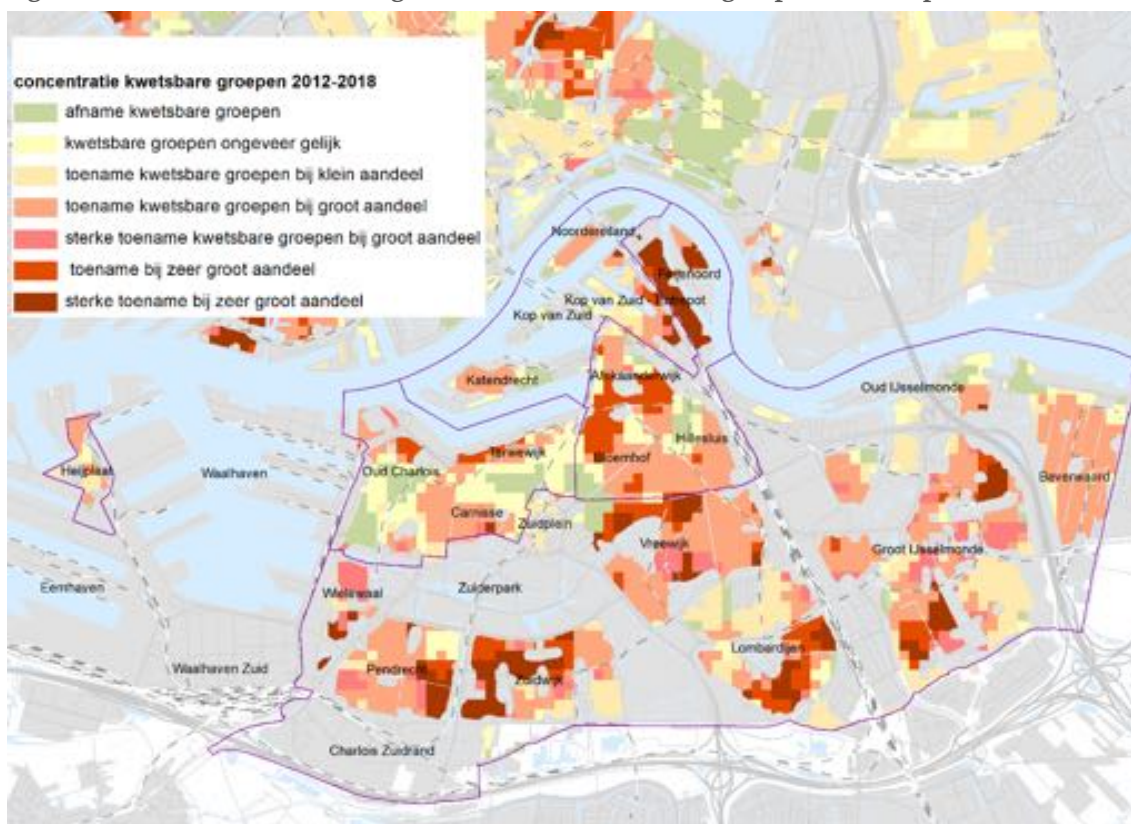 concentratie kwetsbare groepen 2012-2018
afname kwetsbare groepen
kwetsbare groepen ongeveer gelijk
toename kwetsbare groepen bij klein aandeel
toename kwetsbare groepen bij groot aandeel
sterke toename kwetsbare groepen bij groot aandeel
toename bij zeer groot aandeel
sterke toename bij zeer groot aandeel
Noordereiland
Feijenoord
Kop van Zuid - Entrepot
Kop van Zuid
Katendrecht
Afrikaanderwijk
Oud IJsselmonde
Hillesluis
Tarwewijk
Bloemhof
Heijplaat
Waalhaven
Oud Charlois
Beverwaard
Carnisse
Zuidplein
Vreewijk
Groot IJsselmonde
Eemhaven
Wielewaal
Zuiderpark
Lombardijen
Waalhaven Zuid
Pendrecht
Zuidwijk
Charlois Zuidrand